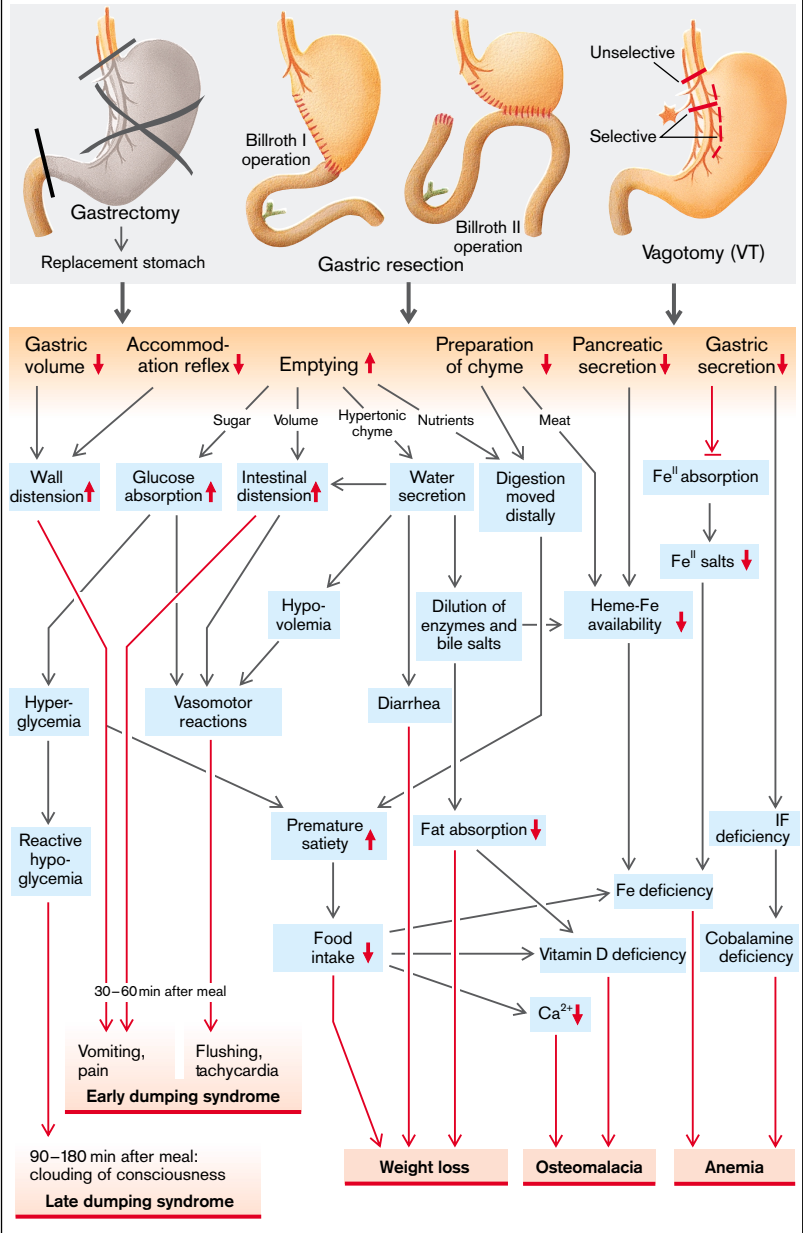 Unselective
Selective
Billroth I
operation
Billroth II
operation
Gastrectomy
Replacement stomach
Gastric resection
Vagotomy (VT)
Gastric
volume
Accommod-
ation reflex
Emptying
Preparation
of chyme
Pancreatic
secretion
Gastric
secretion
Sugar
Volume
Hypertonic
chyme
Nutrients
Meat
Wall
distension
Glucose
absorption
Intestinal
distension
Water
secretion
Digestion
moved
distally
Fe^II absorption
Fe^II salts
Hypo-
volemia
Dilution of
enzymes and
bile salts
Heme-Fe
availability
Hyper-
glycemia
Vasomotor
reactions
Diarrhea
Reactive
hypo-
glycemia
Premature
satiety
Fat absorption
IF
deficiency
Fe deficiency
Food
intake
Vitamin D deficiency
Cobalamine
deficiency
Ca²⁺
30–60 min after meal
Vomiting,
pain
Flushing,
tachycardia
Early dumping syndrome
90–180 min after meal:
clouding of consciousness
Late dumping syndrome
Weight loss
Osteomalacia
Anemia